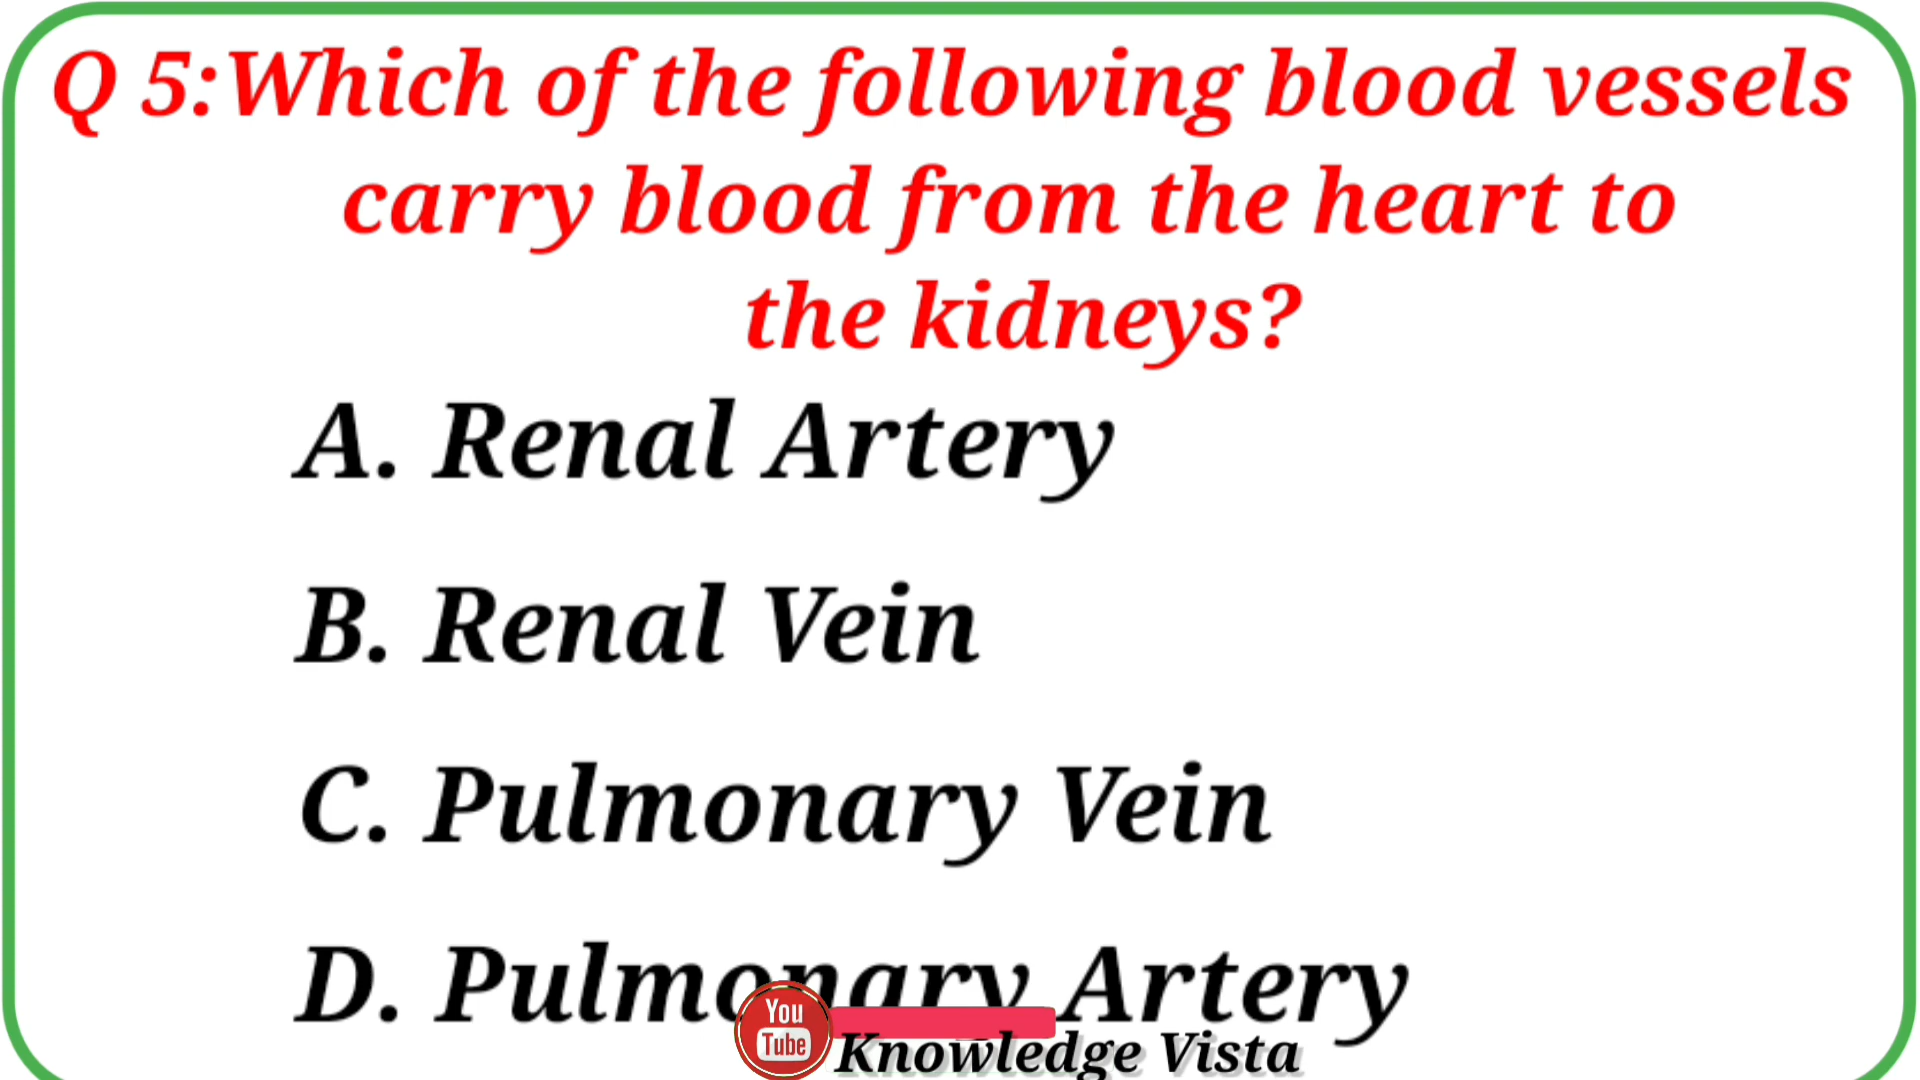 Q 5:Which of the following blood vessels
carry blood from the heart to
the kidneys?
A. Renal Artery
B. Renal Vein
C. Pulmonary Vein
D. Pulmonary Artery
You
Tube
Knowledge Vista